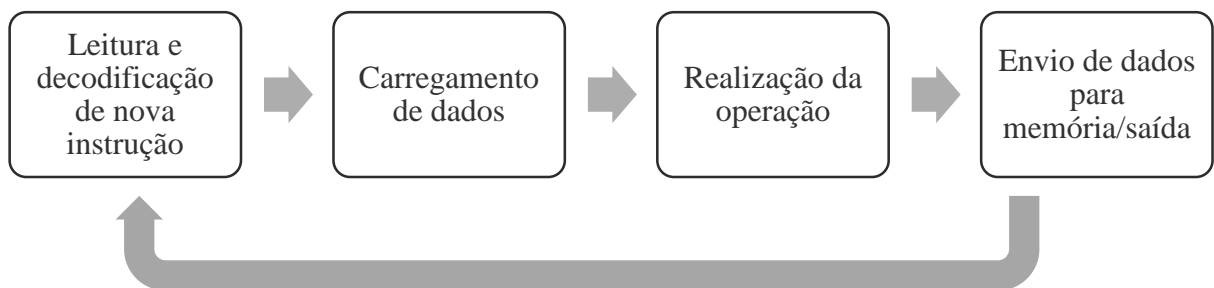 Leitura e
decodificação
de nova
instrução
Carregamento
de dados
Realização da
operação
Envio de dados
para
memória/saída